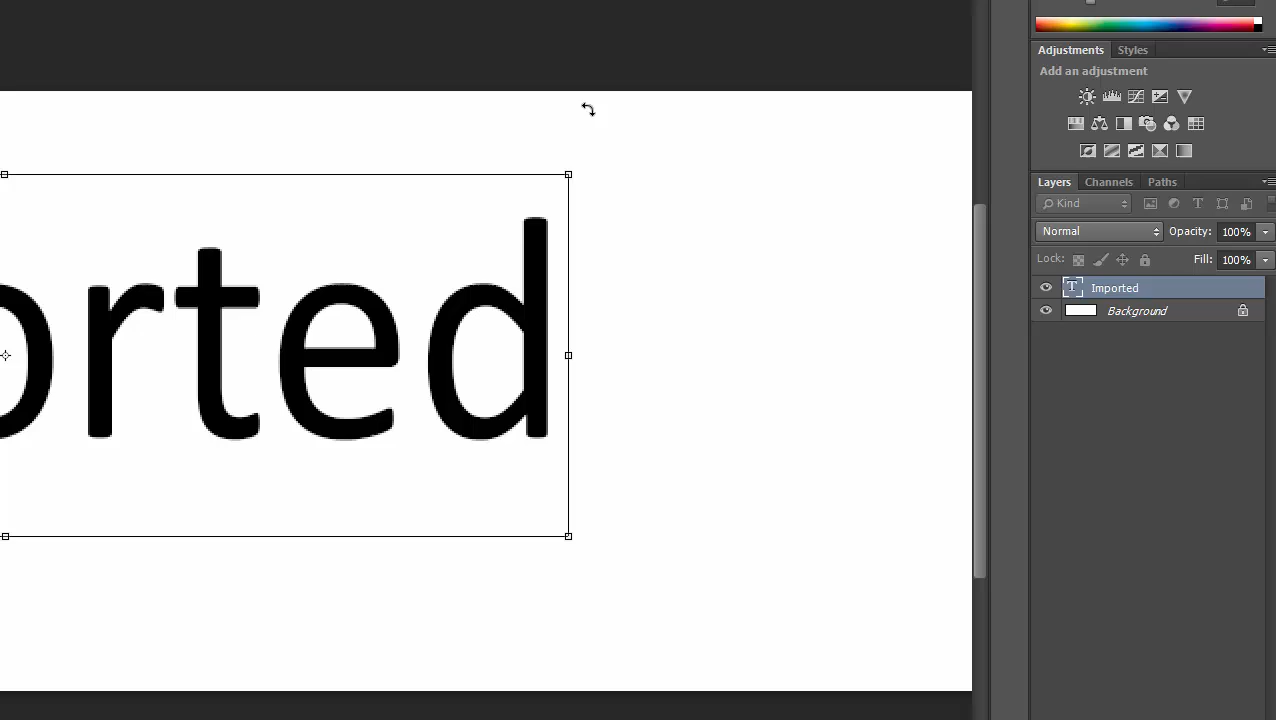 Adjustments Styles
Add an adjustment
orted
Layers Channels Paths
Kind
Normal Opacity: 100%
Lock: Fill: 100%
T Imported
Background